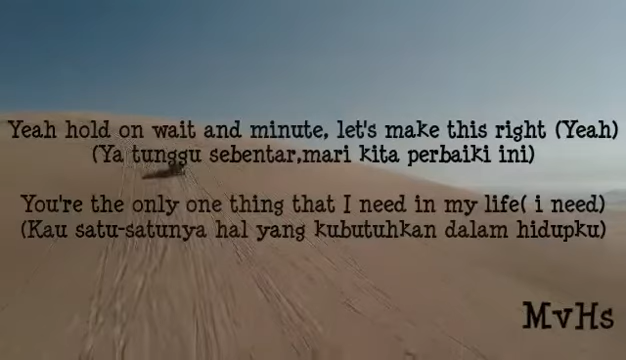 Yeah hold on wait and minute, let's make this right (Yeah)
(Ya tunggu sebentar,mari kita perbaiki ini)
You're the only one thing that I need in my life( i need)
(Kau satu-satunya hal yang kubutuhkan dalam hidupku)
MvHs